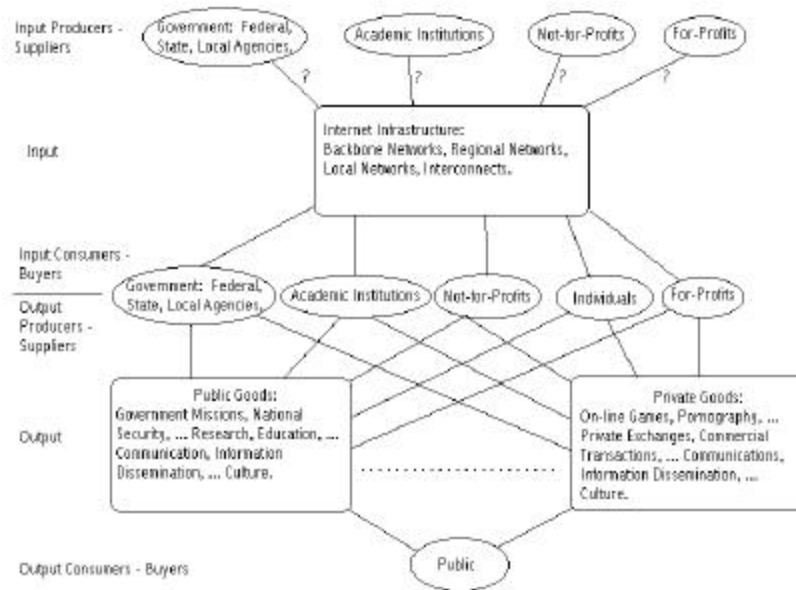 Input Producers -
Suppliers
Government: Federal,
State, Local Agencies,
Academic Institutions
Not-for-Profits
For-Profits
?
?
?
?
Input
Internet Infrastructure:
Backbone Networks, Regional Networks,
Local Networks, Interconnects.
Input Consumers -
Buyers
Output
Producers -
Suppliers
Government: Federal,
State, Local Agencies,
Academic Institutions
Not-for-Profits
Individuals
For-Profits
Output
Public Goods:
Government Missions, National
Security, ... Research, Education, ...
Communication, Information
Dissemination, ... Culture.
Private Goods:
On-line Games, Pornography, ...
Private Exchanges, Commercial
Transactions, ... Communications,
Information Dissemination, ...
Culture.
Output Consumers - Buyers
Public